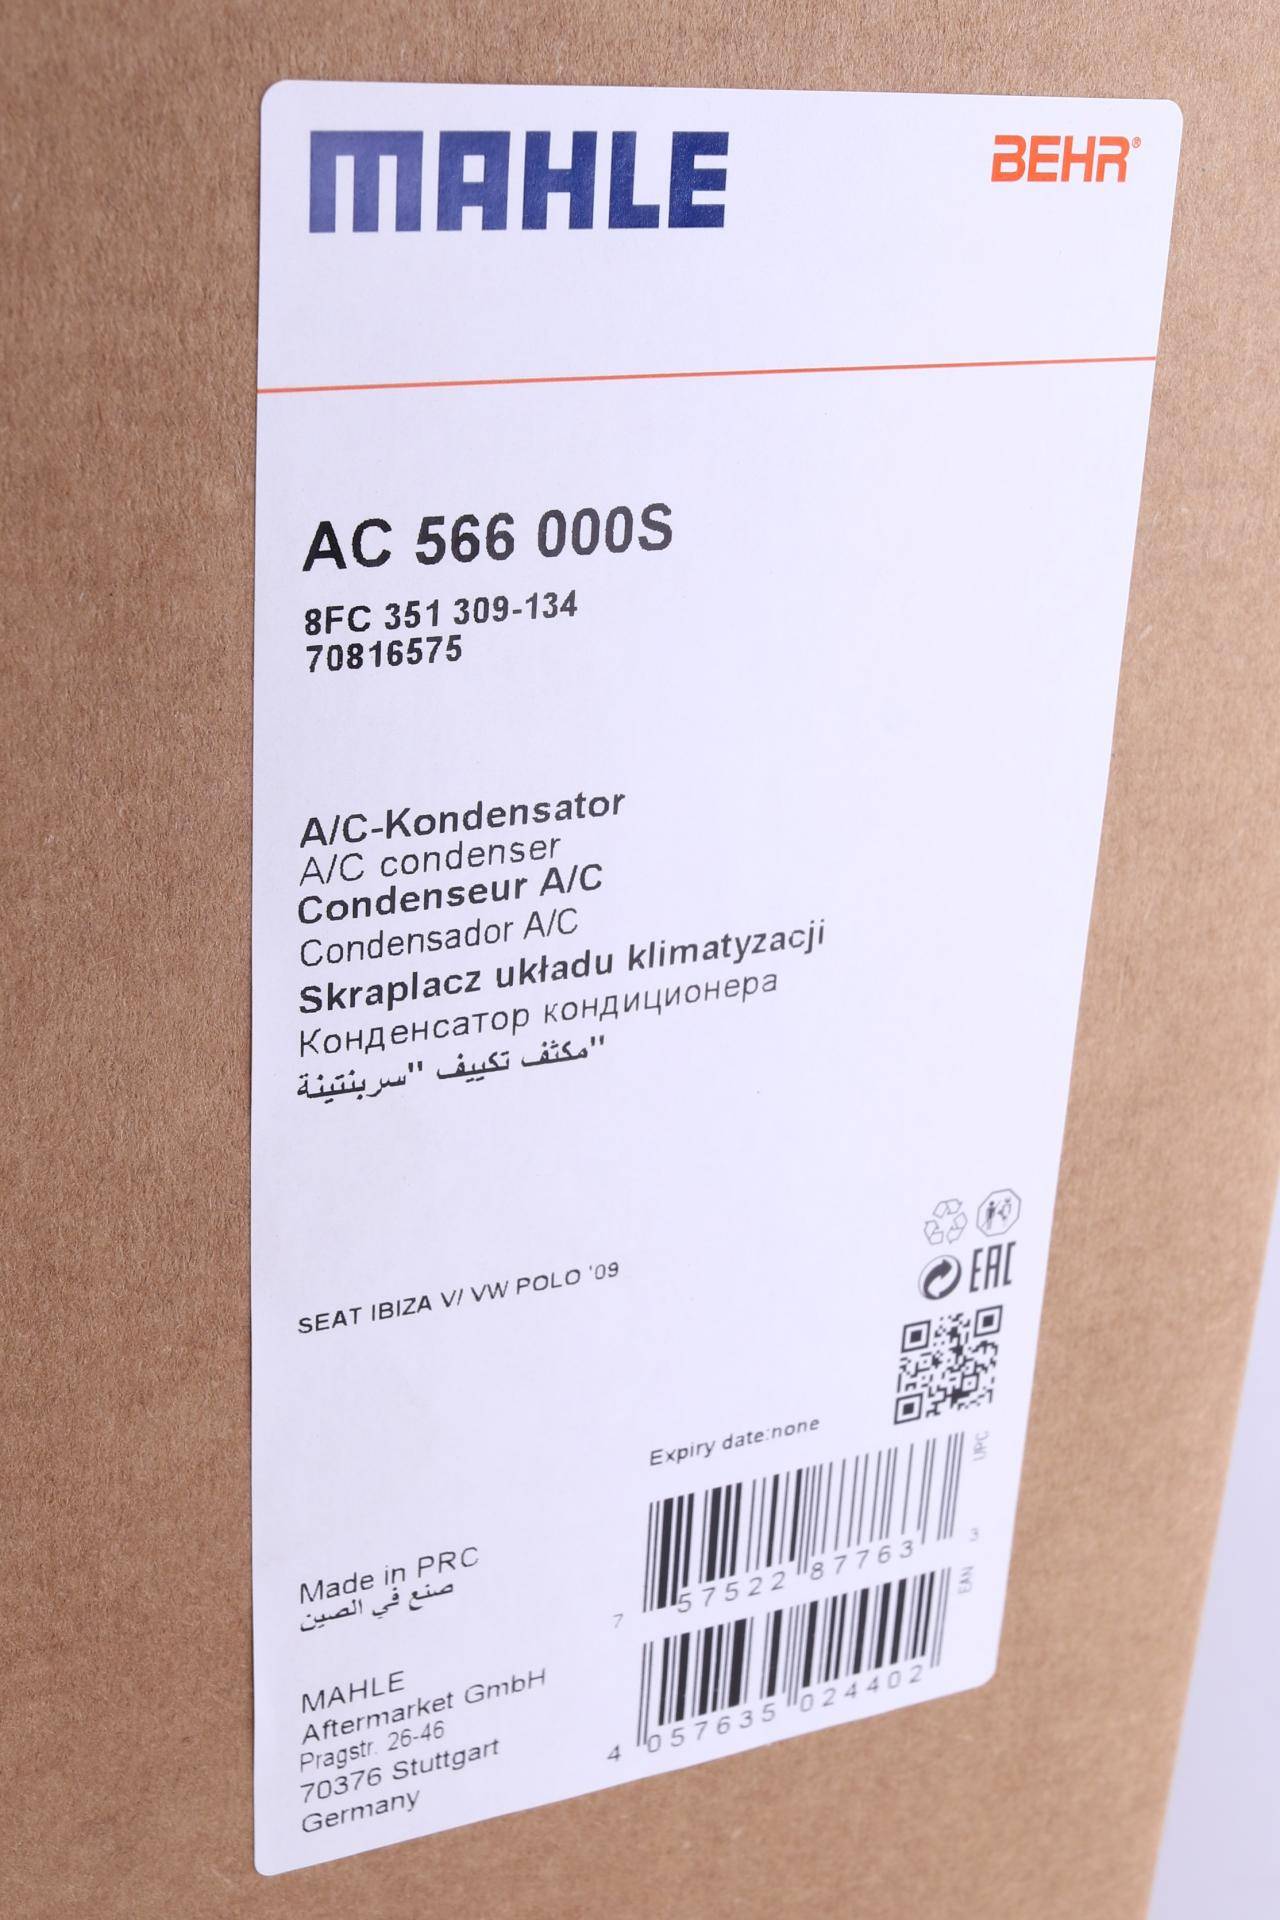 MAHLE
BEHR®
AC 566 000S
8FC 351 309-134
70816575
A/C-Kondensator
A/C condenser
Condenseur A/C
Condensador A/C
Skraplacz układu klimatyzacji
Конденсатор кондиционера
"مكثف تكييف "سربنتينة
EAC
SEAT IBIZA V/ VW POLO '09
Expiry date:none
UPC
7 57522 87763 3
Made in PRC
صنع في الصين
EAN
4 057635 024402
MAHLE
Aftermarket GmbH
Pragstr. 26-46
70376 Stuttgart
Germany